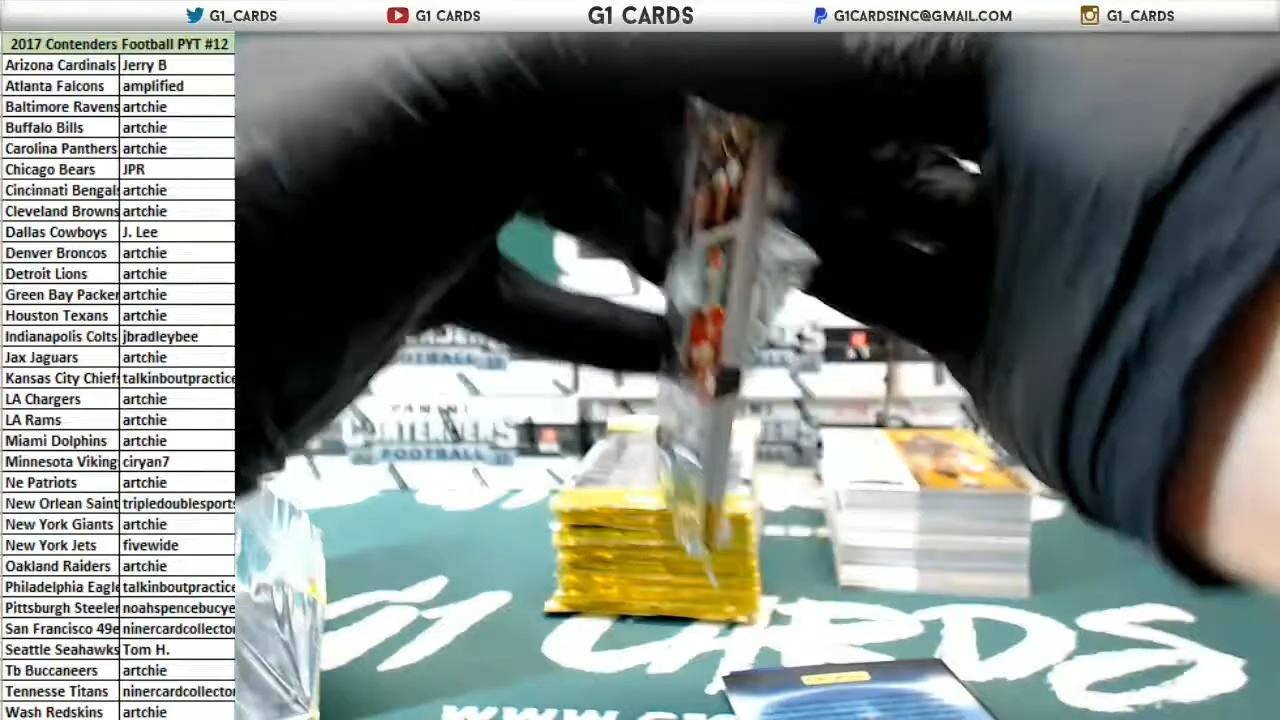 G1_CARDS
G1 CARDS
G1 CARDS
G1CARDSINC@GMAIL.COM
G1_CARDS
2017 Contenders Football PYT #12
Arizona Cardinals Jerry B
Atlanta Falcons amplified
Baltimore Ravens artchie
Buffalo Bills artchie
Carolina Panthers artchie
Chicago Bears JPR
Cincinnati Bengals artchie
Cleveland Browns artchie
Dallas Cowboys J. Lee
Denver Broncos artchie
Detroit Lions artchie
Green Bay Packer artchie
Houston Texans artchie
Indianapolis Colts jbradleybee
Jax Jaguars artchie
Kansas City Chiefs talkinboutpractice
LA Chargers artchie
LA Rams artchie
Miami Dolphins artchie
Minnesota Viking ciryan7
Ne Patriots artchie
New Orlean Saint tripledoublesports
New York Giants artchie
New York Jets fivewide
Oakland Raiders artchie
Philadelphia Eagle talkinboutpractice
Pittsburgh Steeler noahspencebucye
San Francisco 49e ninercardcollector
Seattle Seahawks Tom H.
Tb Buccaneers artchie
Tennesse Titans ninercardcollector
Wash Redskins artchie
PANINI
CONTENDERS
FOOTBALL
G1 CARDS